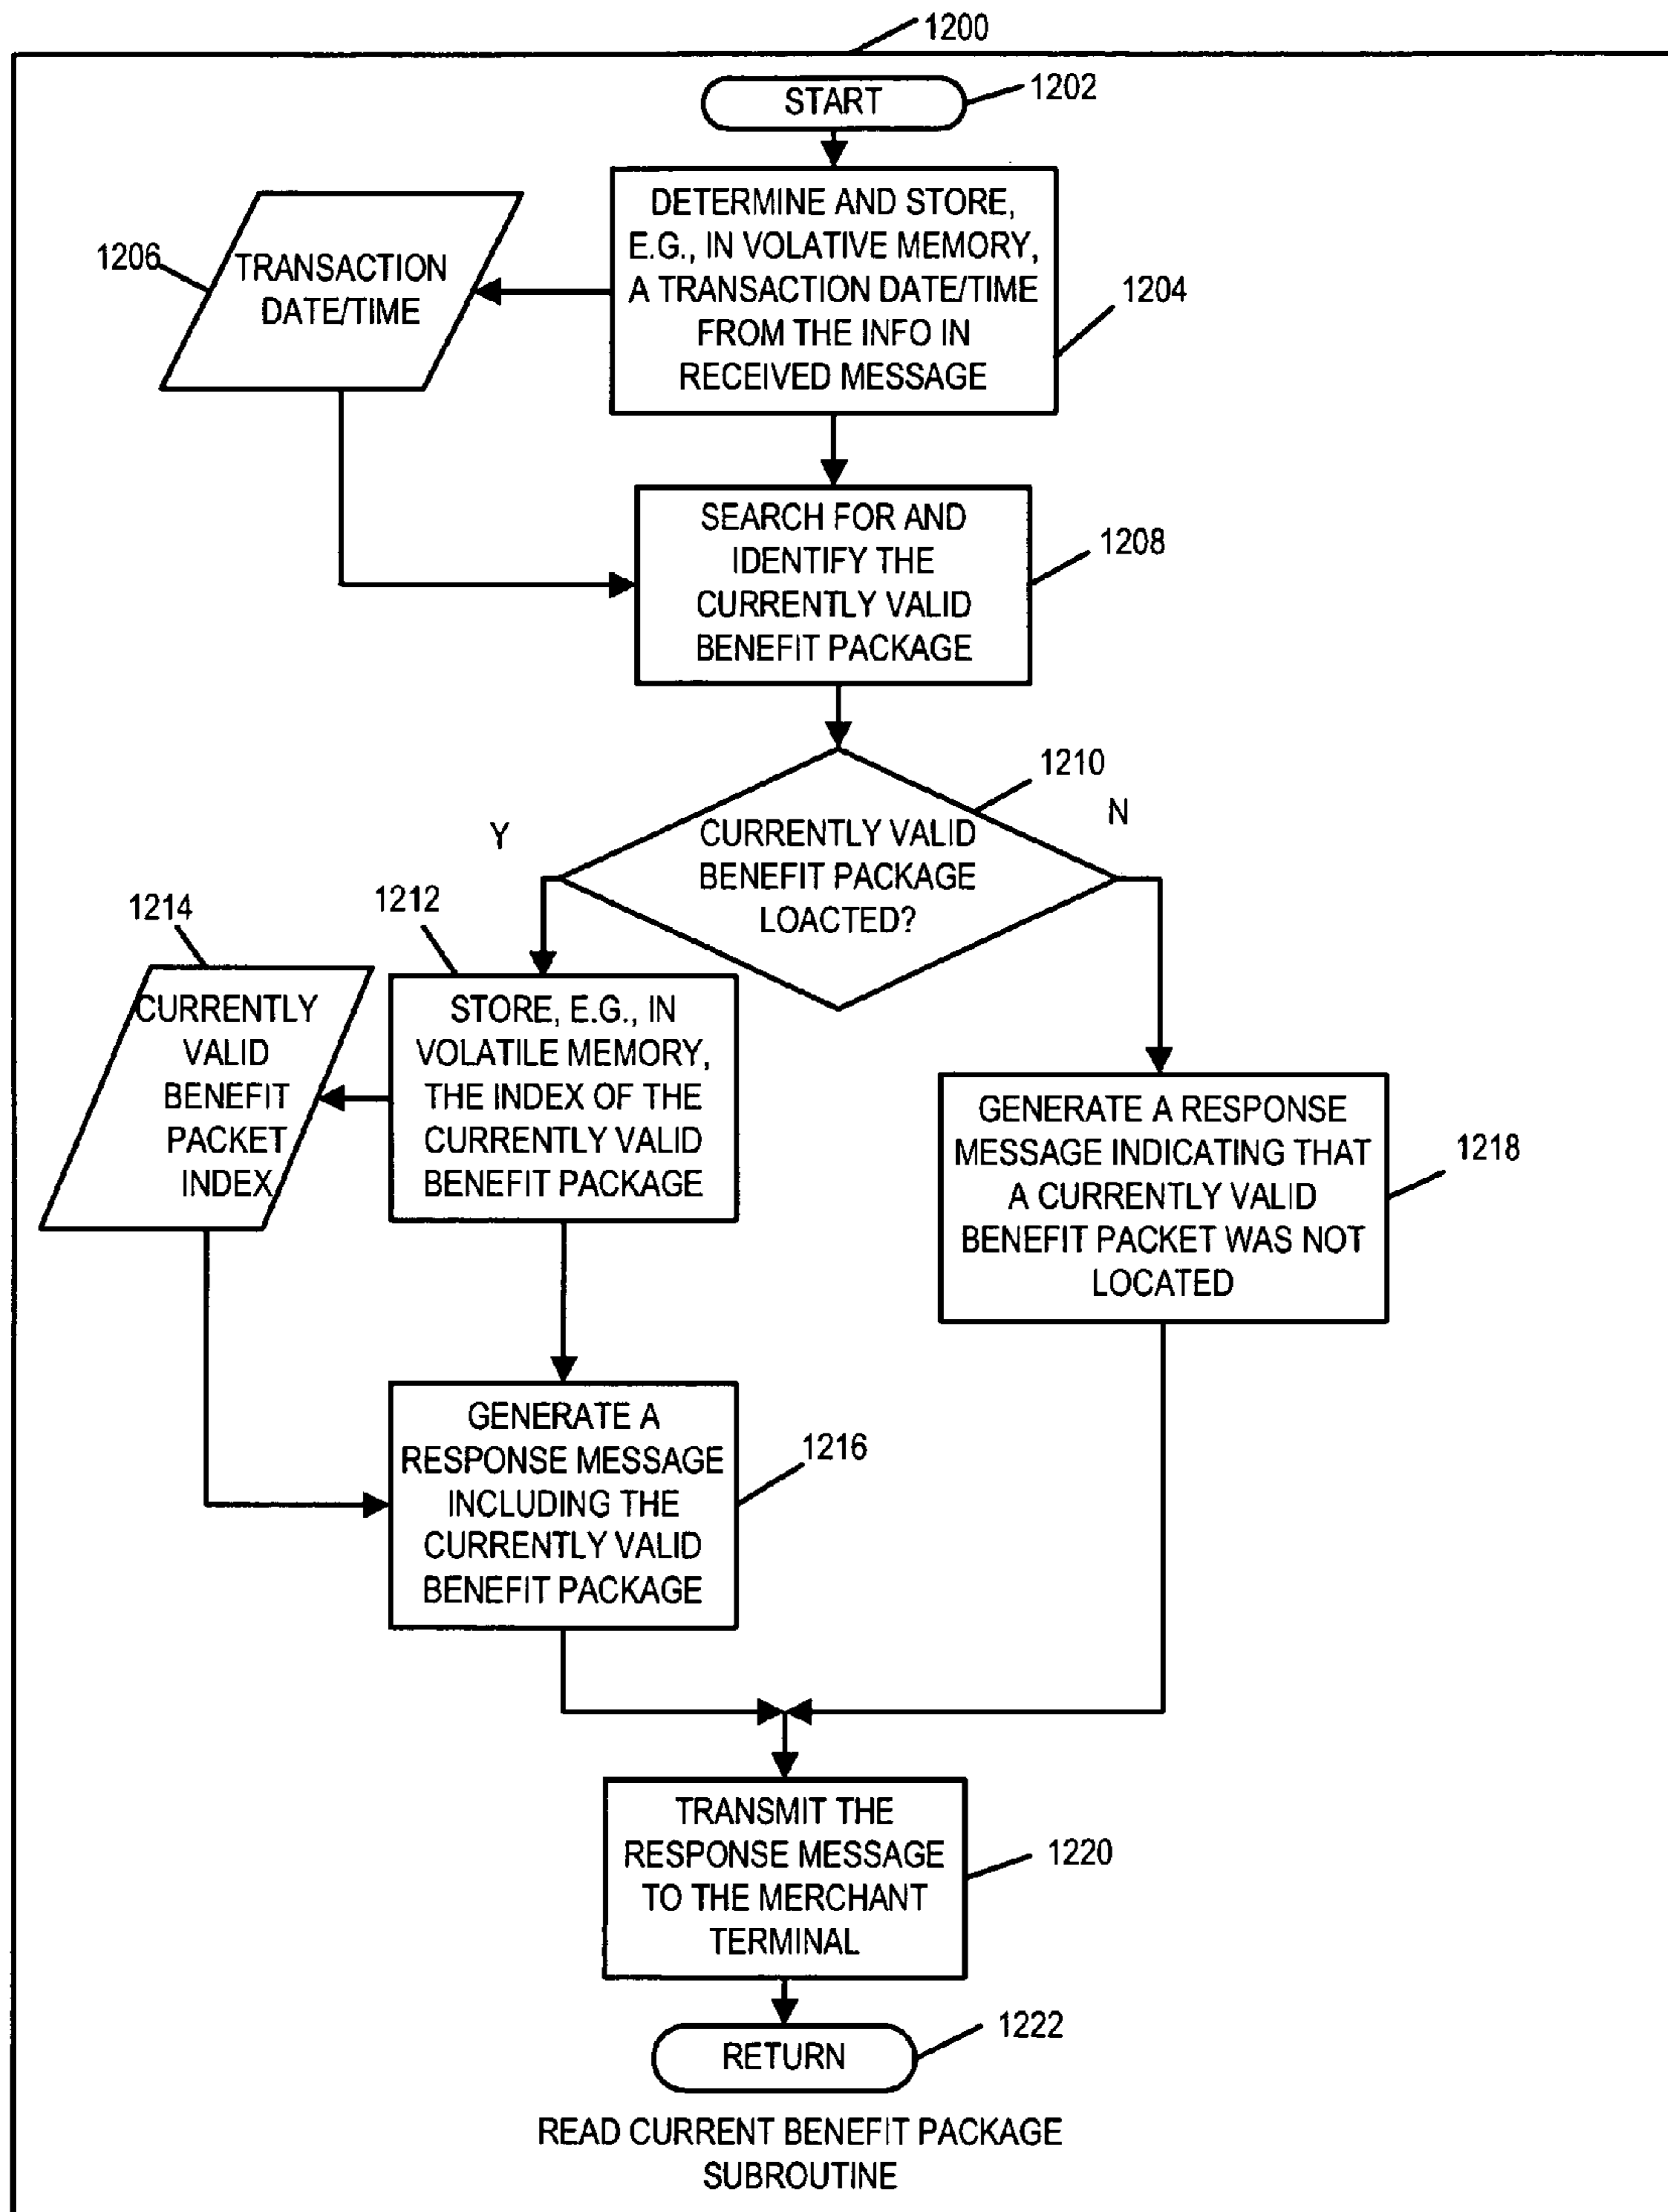 1200
START
1202
DETERMINE AND STORE,
E.G., IN VOLATIVE MEMORY,
A TRANSACTION DATE/TIME
FROM THE INFO IN
RECEIVED MESSAGE
1204
1206
TRANSACTION
DATE/TIME
SEARCH FOR AND
IDENTIFY THE
CURRENTLY VALID
BENEFIT PACKAGE
1208
1210
CURRENTLY VALID
BENEFIT PACKAGE
LOACTED?
Y
N
1212
STORE, E.G., IN
VOLATILE MEMORY,
THE INDEX OF THE
CURRENTLY VALID
BENEFIT PACKAGE
1214
CURRENTLY
VALID
BENEFIT
PACKET
INDEX
GENERATE A RESPONSE
MESSAGE INDICATING THAT
A CURRENTLY VALID
BENEFIT PACKET WAS NOT
LOCATED
1218
GENERATE A
RESPONSE MESSAGE
INCLUDING THE
CURRENTLY VALID
BENEFIT PACKAGE
1216
TRANSMIT THE
RESPONSE MESSAGE
TO THE MERCHANT
TERMINAL
1220
RETURN
1222
READ CURRENT BENEFIT PACKAGE
SUBROUTINE